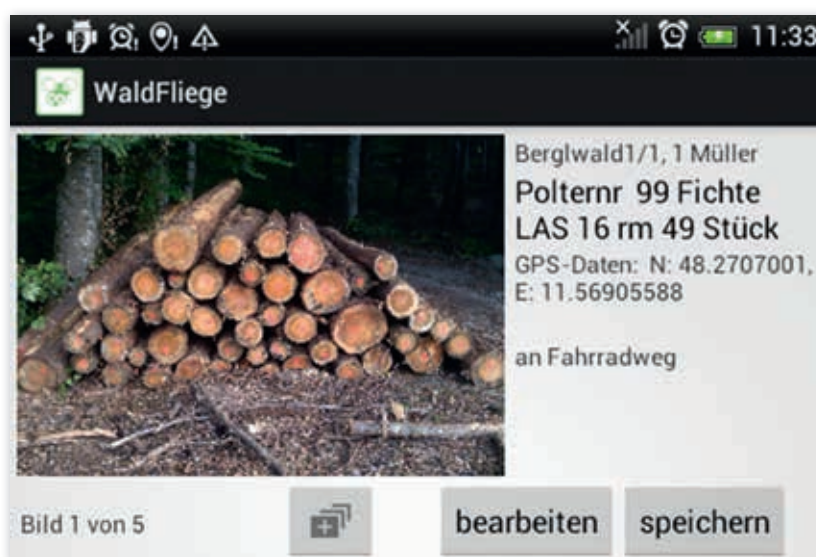 11:33
WaldFliege
Berglwald1/1, 1 Müller
Polternr 99 Fichte
LAS 16 rm 49 Stück
GPS-Daten: N: 48.2707001,
E: 11.56905588
an Fahrradweg
Bild 1 von 5
bearbeiten
speichern